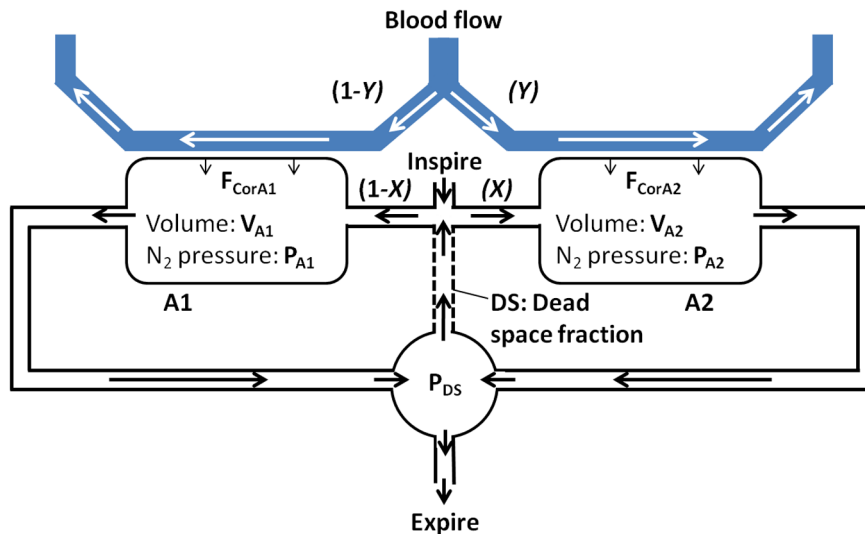 Blood flow
(1-Y)
(Y)
Inspire
F_CorA1
(1-X)
(X)
F_CorA2
Volume: V_A1
N₂ pressure: P_A1
Volume: V_A2
N₂ pressure: P_A2
A1
DS: Dead
space fraction
A2
P_DS
Expire